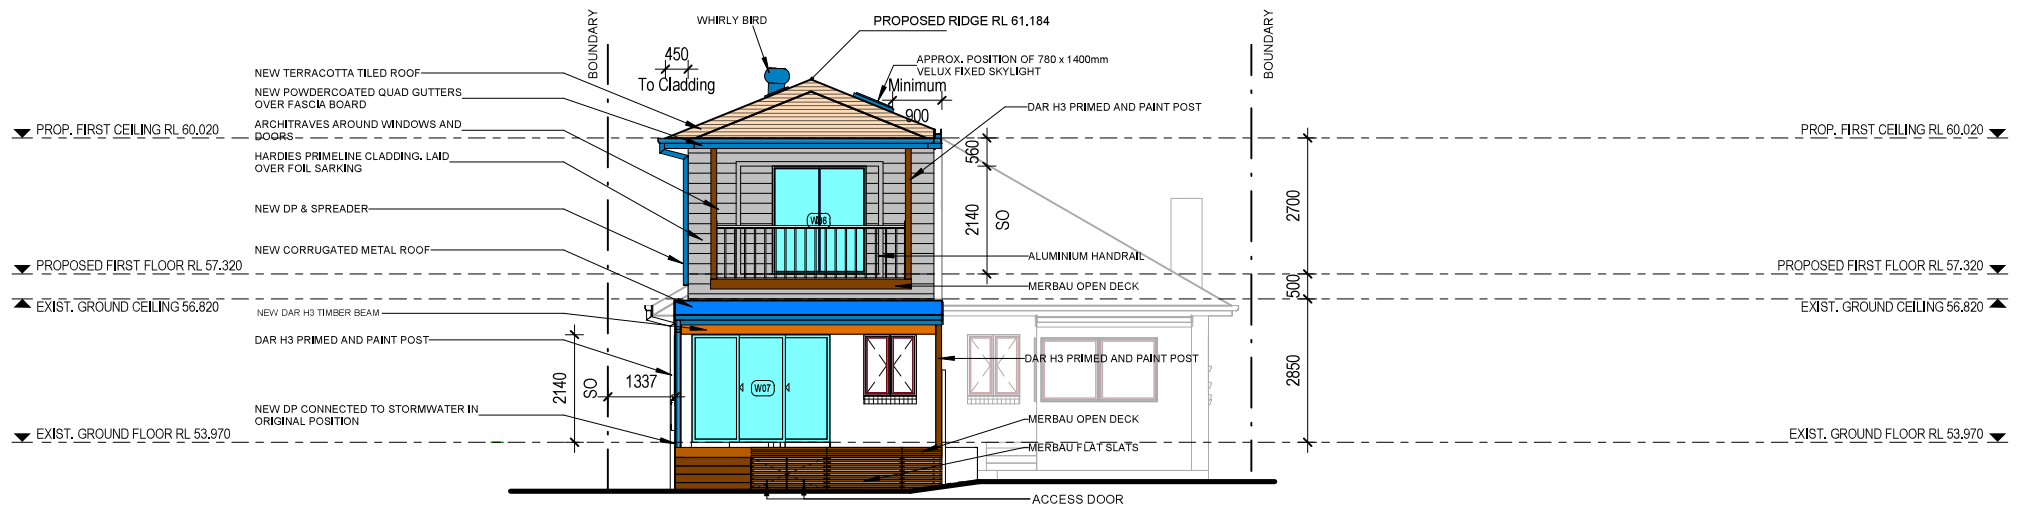 WHIRLY BIRD
PROPOSED RIDGE RL 61.184
BOUNDARY
BOUNDARY
450
To Cladding
APPROX. POSITION OF 780 x 1400mm
VELUX FIXED SKYLIGHT
Minimum
900
NEW TERRACOTTA TILED ROOF
NEW POWDERCOATED QUAD GUTTERS
OVER FASCIA BOARD
ARCHITRAVES AROUND WINDOWS AND
DOORS
HARDIES PRIMELINE CLADDING. LAID
OVER FOIL SARKING
NEW DP & SPREADER
NEW CORRUGATED METAL ROOF
NEW DAR H3 TIMBER BEAM
DAR H3 PRIMED AND PAINT POST
NEW DP CONNECTED TO STORMWATER IN
ORIGINAL POSITION
PROP. FIRST CEILING RL 60.020
PROPOSED FIRST FLOOR RL 57.320
EXIST. GROUND CEILING 56.820
EXIST. GROUND FLOOR RL 53.970
2140
SO
1337
W06
W07
560
2140
SO
DAR H3 PRIMED AND PAINT POST
ALUMINIUM HANDRAIL
MERBAU OPEN DECK
DAR H3 PRIMED AND PAINT POST
MERBAU OPEN DECK
MERBAU FLAT SLATS
ACCESS DOOR
2700
500
2850
PROP. FIRST CEILING RL 60.020
PROPOSED FIRST FLOOR RL 57.320
EXIST. GROUND CEILING 56.820
EXIST. GROUND FLOOR RL 53.970